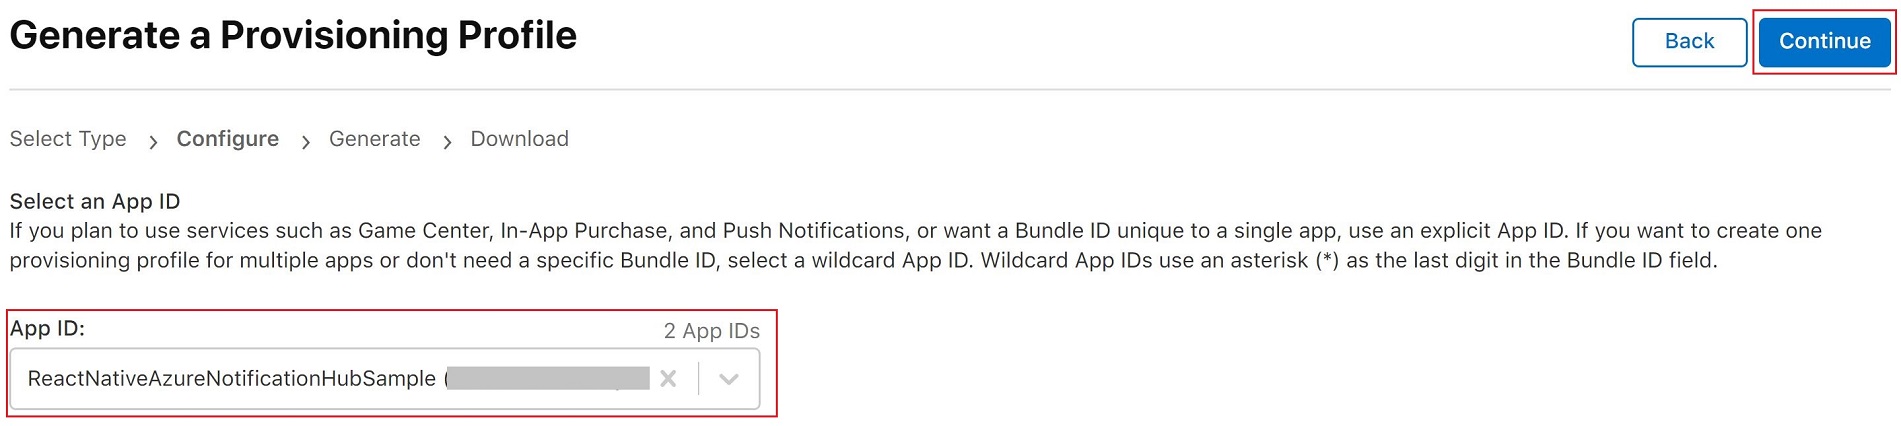 Generate a Provisioning Profile
Back
Continue
Select Type > Configure > Generate > Download
Select an App ID
If you plan to use services such as Game Center, In-App Purchase, and Push Notifications, or want a Bundle ID unique to a single app, use an explicit App ID. If you want to create one
provisioning profile for multiple apps or don't need a specific Bundle ID, select a wildcard App ID. Wildcard App IDs use an asterisk (*) as the last digit in the Bundle ID field.
App ID:
2 App IDs
ReactNativeAzureNotificationHubSample (